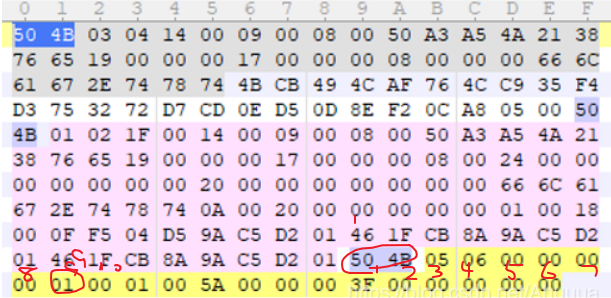 0 1 2 3 4 5 6 7 8 9 A B C D E F
50 4B 03 04 14 00 09 00 08 00 50 A3 A5 4A 21 38
76 65 19 00 00 00 17 00 00 00 08 00 00 00 66 6C
61 67 2E 74 78 74 4B CB 49 4C AF 76 4C C9 35 F4
D3 75 32 72 D7 CD 0E D5 0D 8E F2 0C A8 05 00 50
4B 01 02 1F 00 14 00 09 00 08 00 50 A3 A5 4A 21
38 76 65 19 00 00 00 17 00 00 00 08 00 24 00 00
00 00 00 00 00 20 00 00 00 00 00 00 00 66 6C 61
67 2E 74 78 74 0A 00 20 00 00 00 00 00 01 00 18
00 0F F5 04 D5 9A C5 D2 01 46 1F CB 8A 9A C5 D2
01 46 1F CB 8A 9A C5 D2 01 50 4B 05 06 00 00 00
8 9 1 2 3 4 5 6 7
00 01 00 01 00 5A 00 00 00 3F 00 00 00 00 00